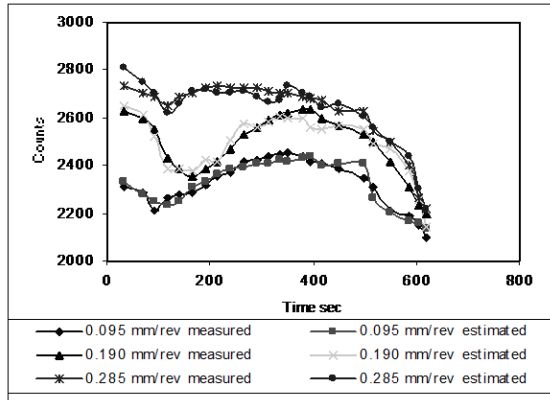 3000
2800
2600
2400
2200
2000
Counts
0
200
400
600
800
Time sec
0.095 mm/rev measured
0.095 mm/rev estimated
0.190 mm/rev measured
0.190 mm/rev estimated
0.285 mm/rev measured
0.285 mm/rev estimated